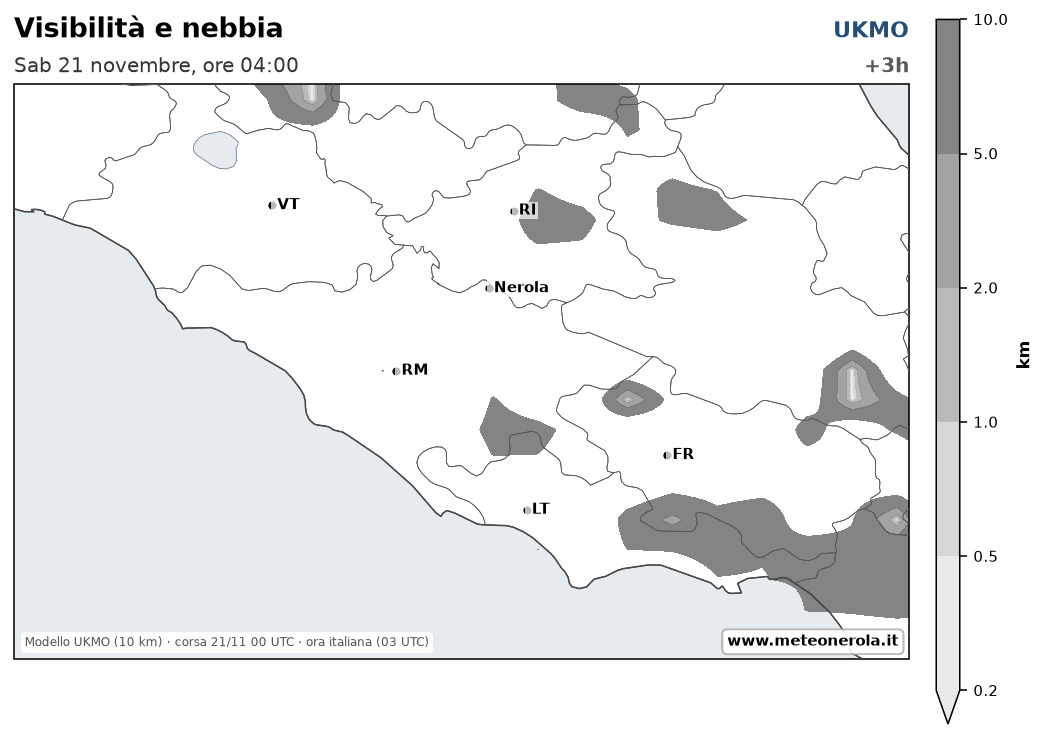 Visibilità e nebbia
UKMO
Sab 21 novembre, ore 04:00
+3h
10.0
5.0
2.0
1.0
0.5
0.2
km
VT
RI
Nerola
RM
FR
LT
Modello UKMO (10 km) · corsa 21/11 00 UTC · ora italiana (03 UTC)
www.meteonerola.it